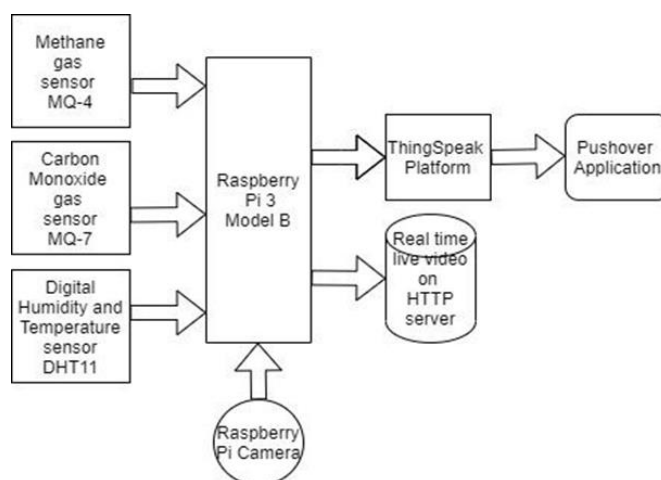 Methane
gas
sensor
MQ-4
Carbon
Monoxide
gas
sensor
MQ-7
Digital
Humidity and
Temperature
sensor
DHT11
Raspberry
Pi 3
Model B
Raspberry
Pi Camera
ThingSpeak
Platform
Pushover
Application
Real time
live video
on
HTTP
server